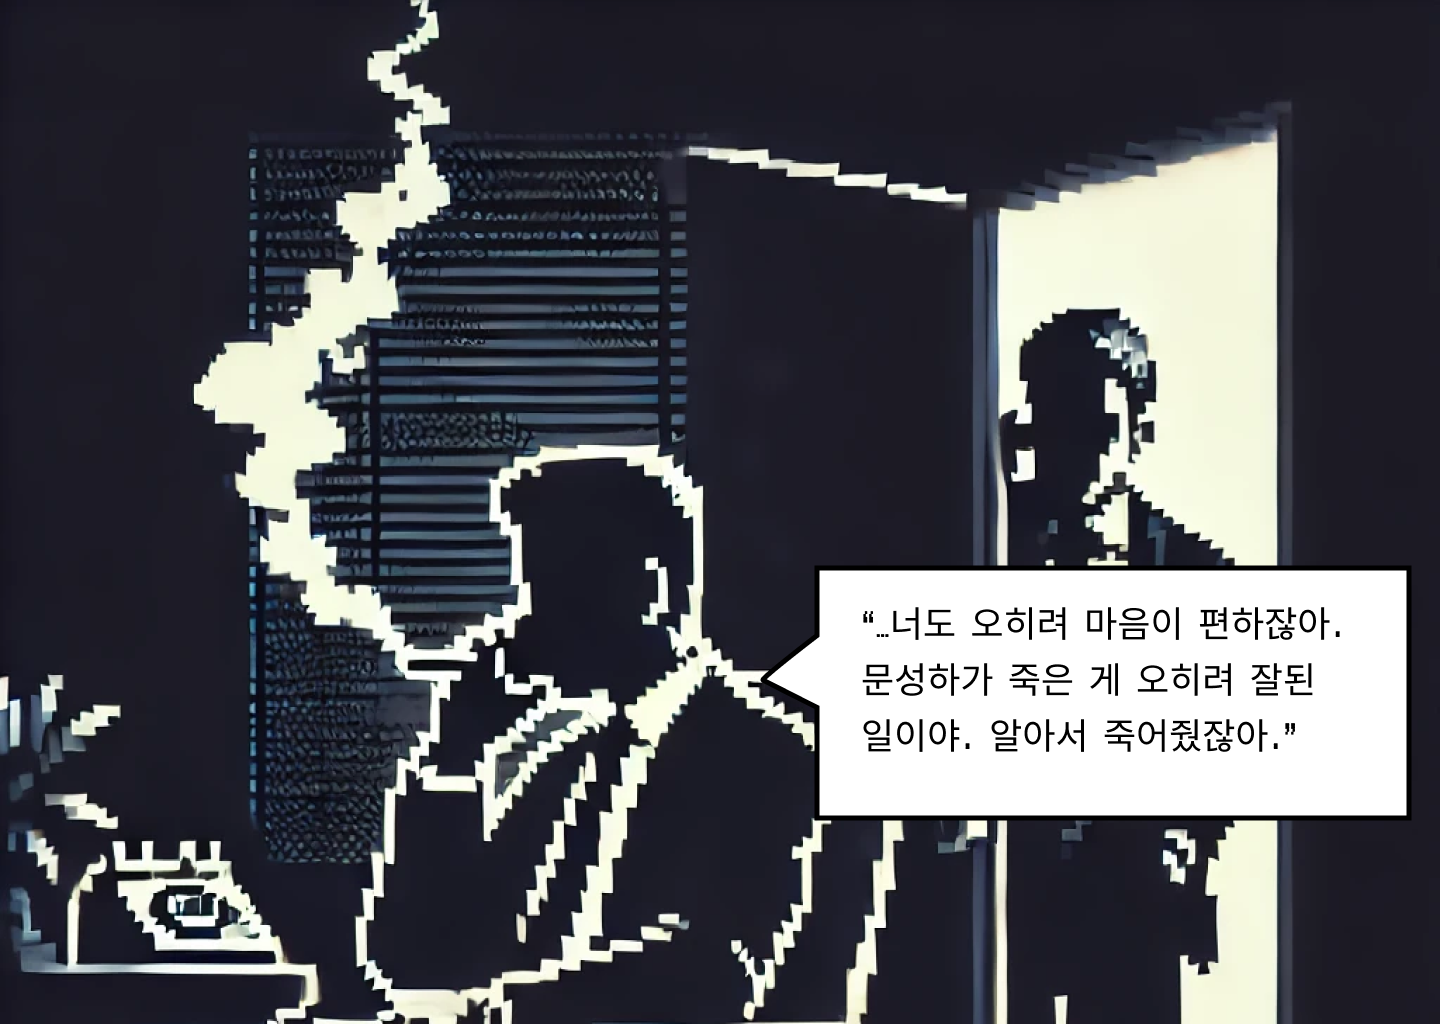 “…너도 오히려 마음이 편하잖아.
문성하가 죽은 게 오히려 잘된
일이야. 알아서 죽어줬잖아.”